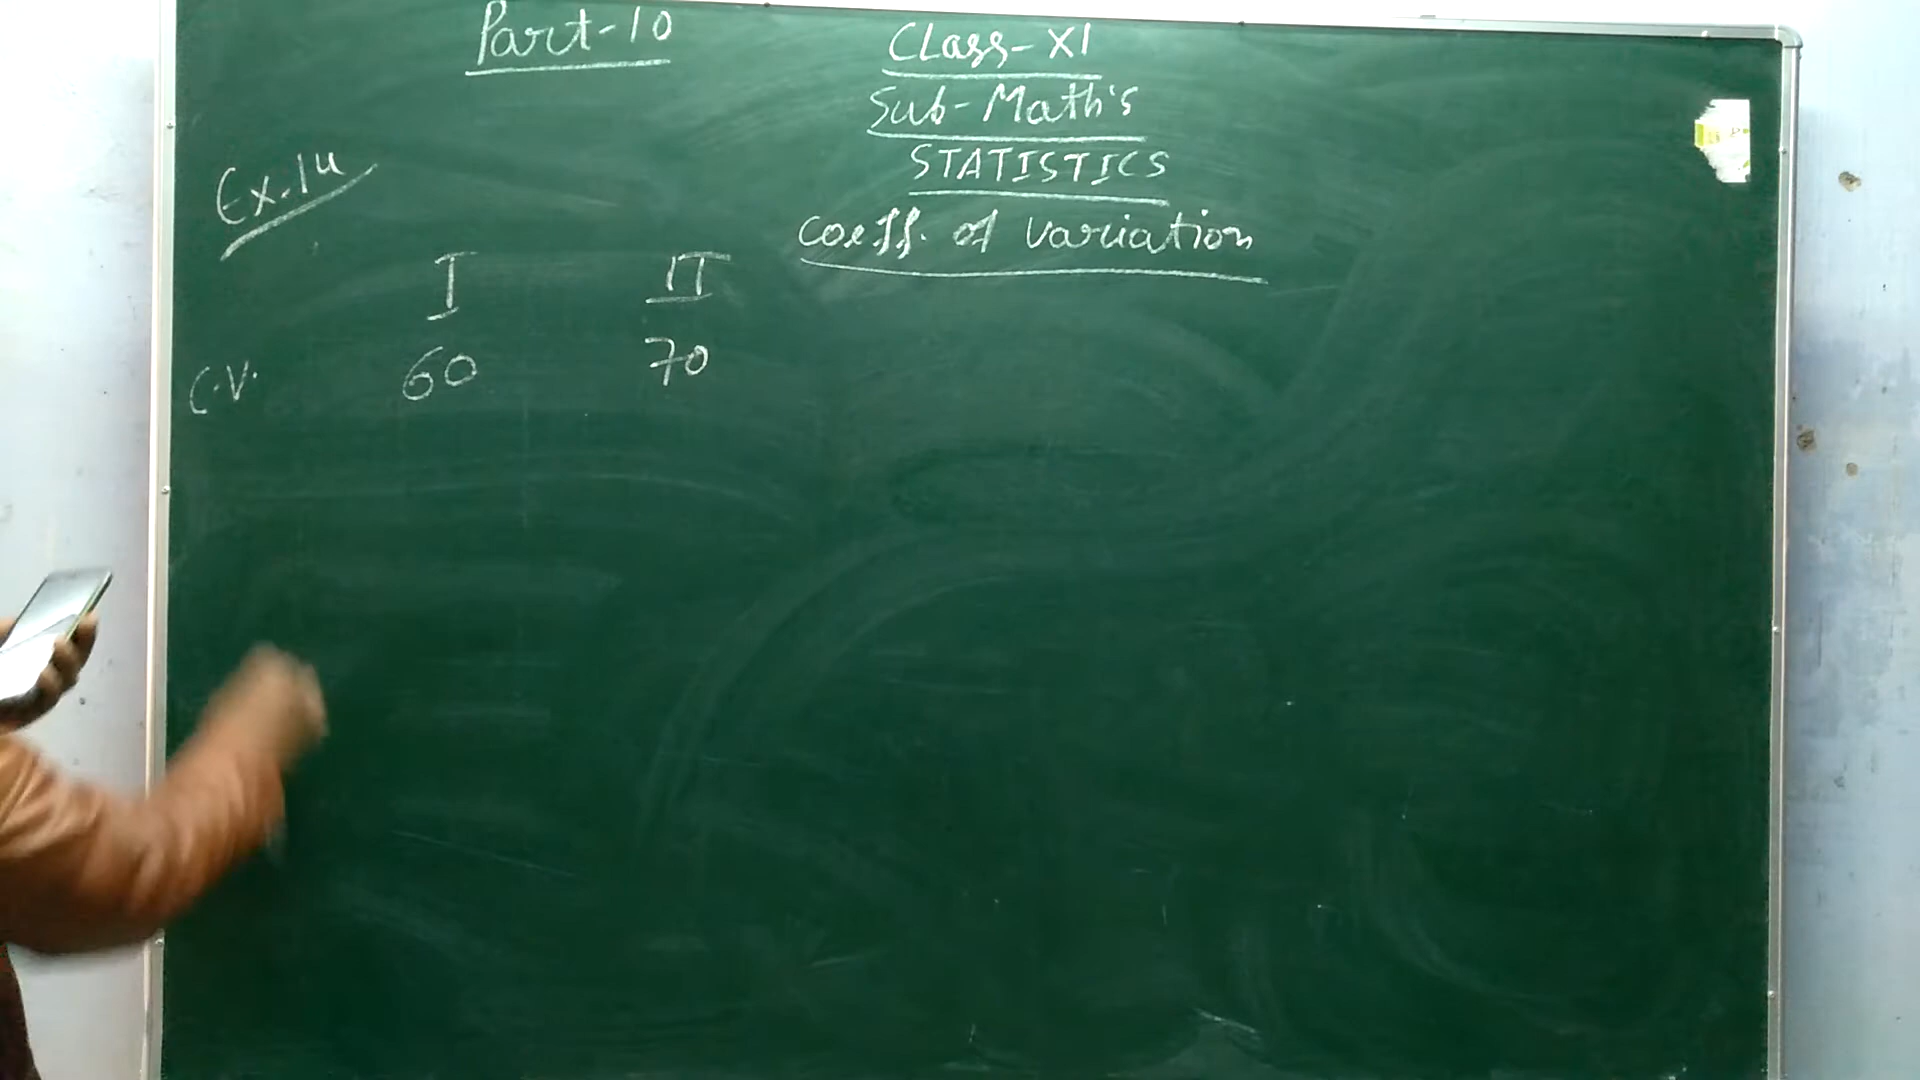 Part-10
Class-XI
Sub-Math's
STATISTICS
coeff. of variation
Ex.14
I II
C.V. 60 70